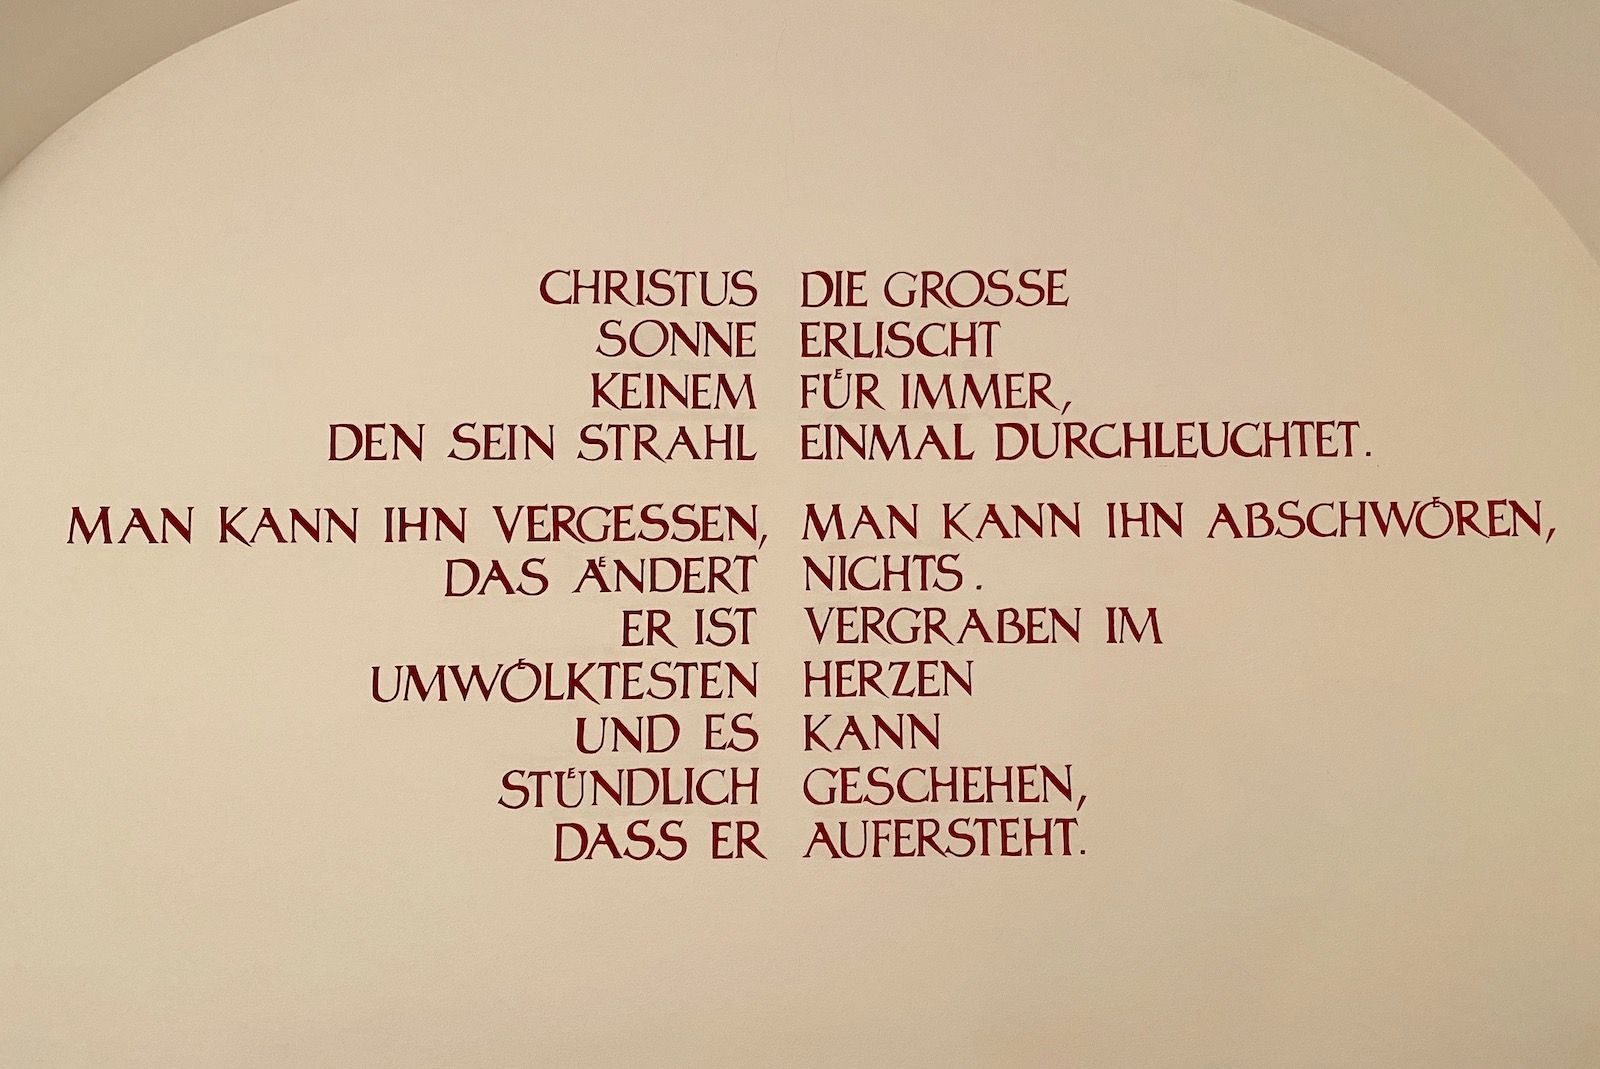 CHRISTUS DIE GROSSE
SONNE ERLISCHT
KEINEM FÜR IMMER,
DEN SEIN STRAHL EINMAL DURCHLEUCHTET.
MAN KANN IHN VERGESSEN, MAN KANN IHN ABSCHWÖREN,
DAS ÄNDERT NICHTS.
ER IST VERGRABEN IM
UMWÖLKTESTEN HERZEN
UND ES KANN
STÜNDLICH GESCHEHEN,
DASS ER AUFERSTEHT.